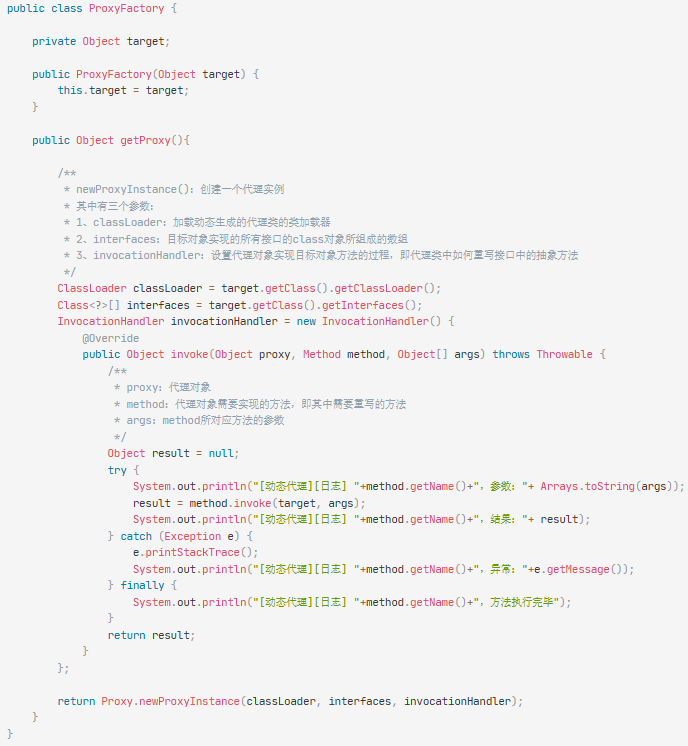 public class ProxyFactory {
private Object target;
public ProxyFactory(Object target) {
this.target = target;
}
public Object getProxy(){
/**
* newProxyInstance()：创建一个代理实例
* 其中有三个参数：
* 1、classLoader：加载动态生成的代理类的类加载器
* 2、interfaces：目标对象实现的所有接口的class对象所组成的数组
* 3、invocationHandler：设置代理对象实现目标对象方法的过程，即代理类中如何重写接口中的抽象方法
*/
ClassLoader classLoader = target.getClass().getClassLoader();
Class<?>[] interfaces = target.getClass().getInterfaces();
InvocationHandler invocationHandler = new InvocationHandler() {
@Override
public Object invoke(Object proxy, Method method, Object[] args) throws Throwable {
/**
* proxy：代理对象
* method：代理对象需要实现的方法，即其中需要重写的方法
* args：method所对应方法的参数
*/
Object result = null;
try {
System.out.println("[动态代理][日志] "+method.getName()+"，参数："+ Arrays.toString(args));
result = method.invoke(target, args);
System.out.println("[动态代理][日志] "+method.getName()+"，结果："+ result);
} catch (Exception e) {
e.printStackTrace();
System.out.println("[动态代理][日志] "+method.getName()+"，异常："+e.getMessage());
} finally {
System.out.println("[动态代理][日志] "+method.getName()+"，方法执行完毕");
}
return result;
}
};
return Proxy.newProxyInstance(classLoader, interfaces, invocationHandler);
}
}